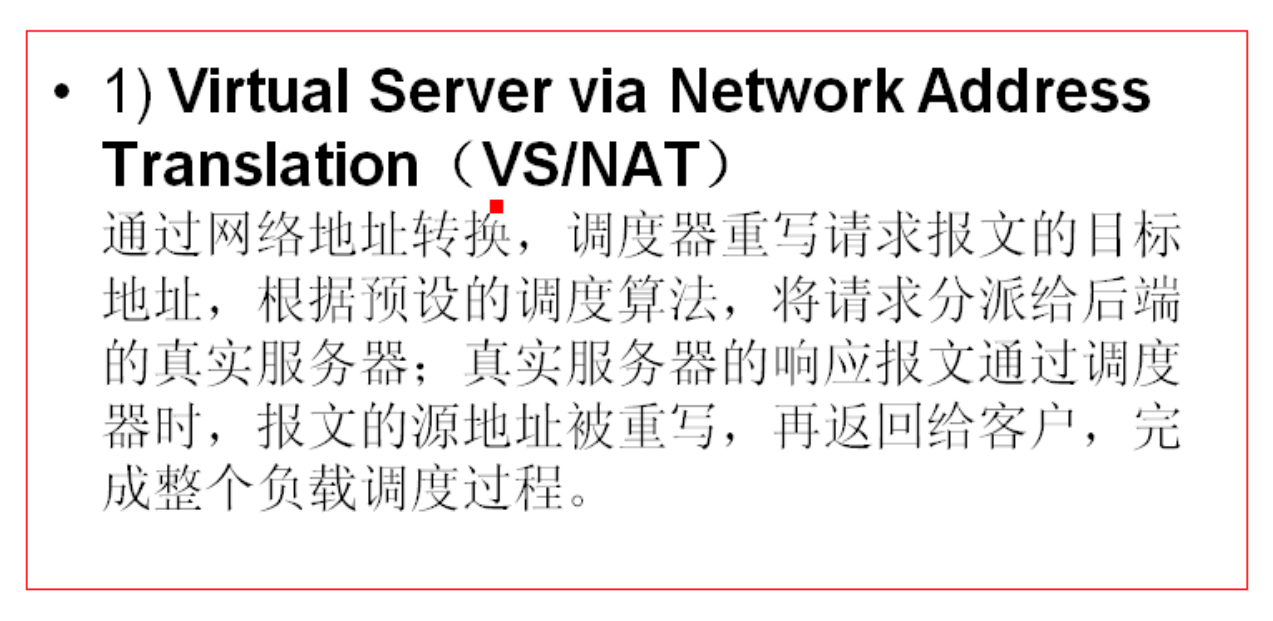 • 1) Virtual Server via Network Address
Translation（VS/NAT）
通过网络地址转换，调度器重写请求报文的目标
地址，根据预设的调度算法，将请求分派给后端
的真实服务器；真实服务器的响应报文通过调度
器时，报文的源地址被重写，再返回给客户，完
成整个负载调度过程。